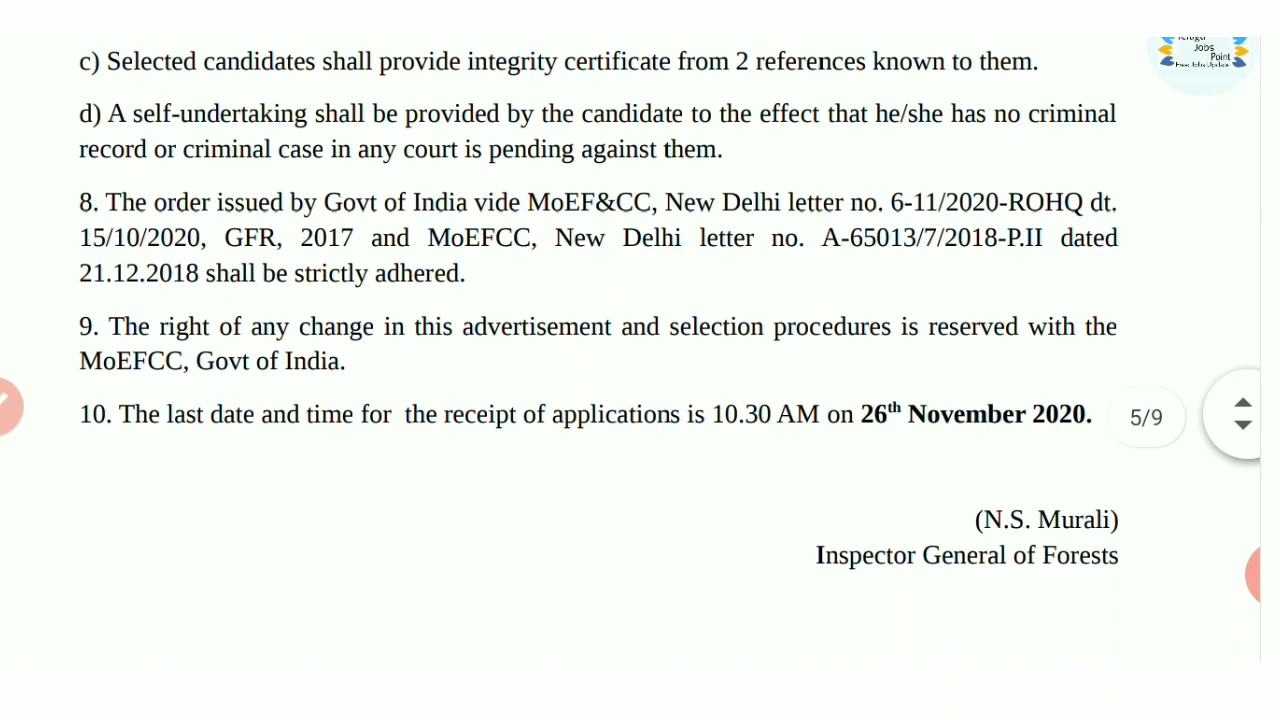 Telugu
Jobs
Point
Free Jobs Update
c) Selected candidates shall provide integrity certificate from 2 references known to them.
d) A self-undertaking shall be provided by the candidate to the effect that he/she has no criminal
record or criminal case in any court is pending against them.
8. The order issued by Govt of India vide MoEF&CC, New Delhi letter no. 6-11/2020-ROHQ dt.
15/10/2020, GFR, 2017 and MoEFCC, New Delhi letter no. A-65013/7/2018-P.II dated
21.12.2018 shall be strictly adhered.
9. The right of any change in this advertisement and selection procedures is reserved with the
MoEFCC, Govt of India.
10. The last date and time for the receipt of applications is 10.30 AM on 26th November 2020.
5/9
(N.S. Murali)
Inspector General of Forests